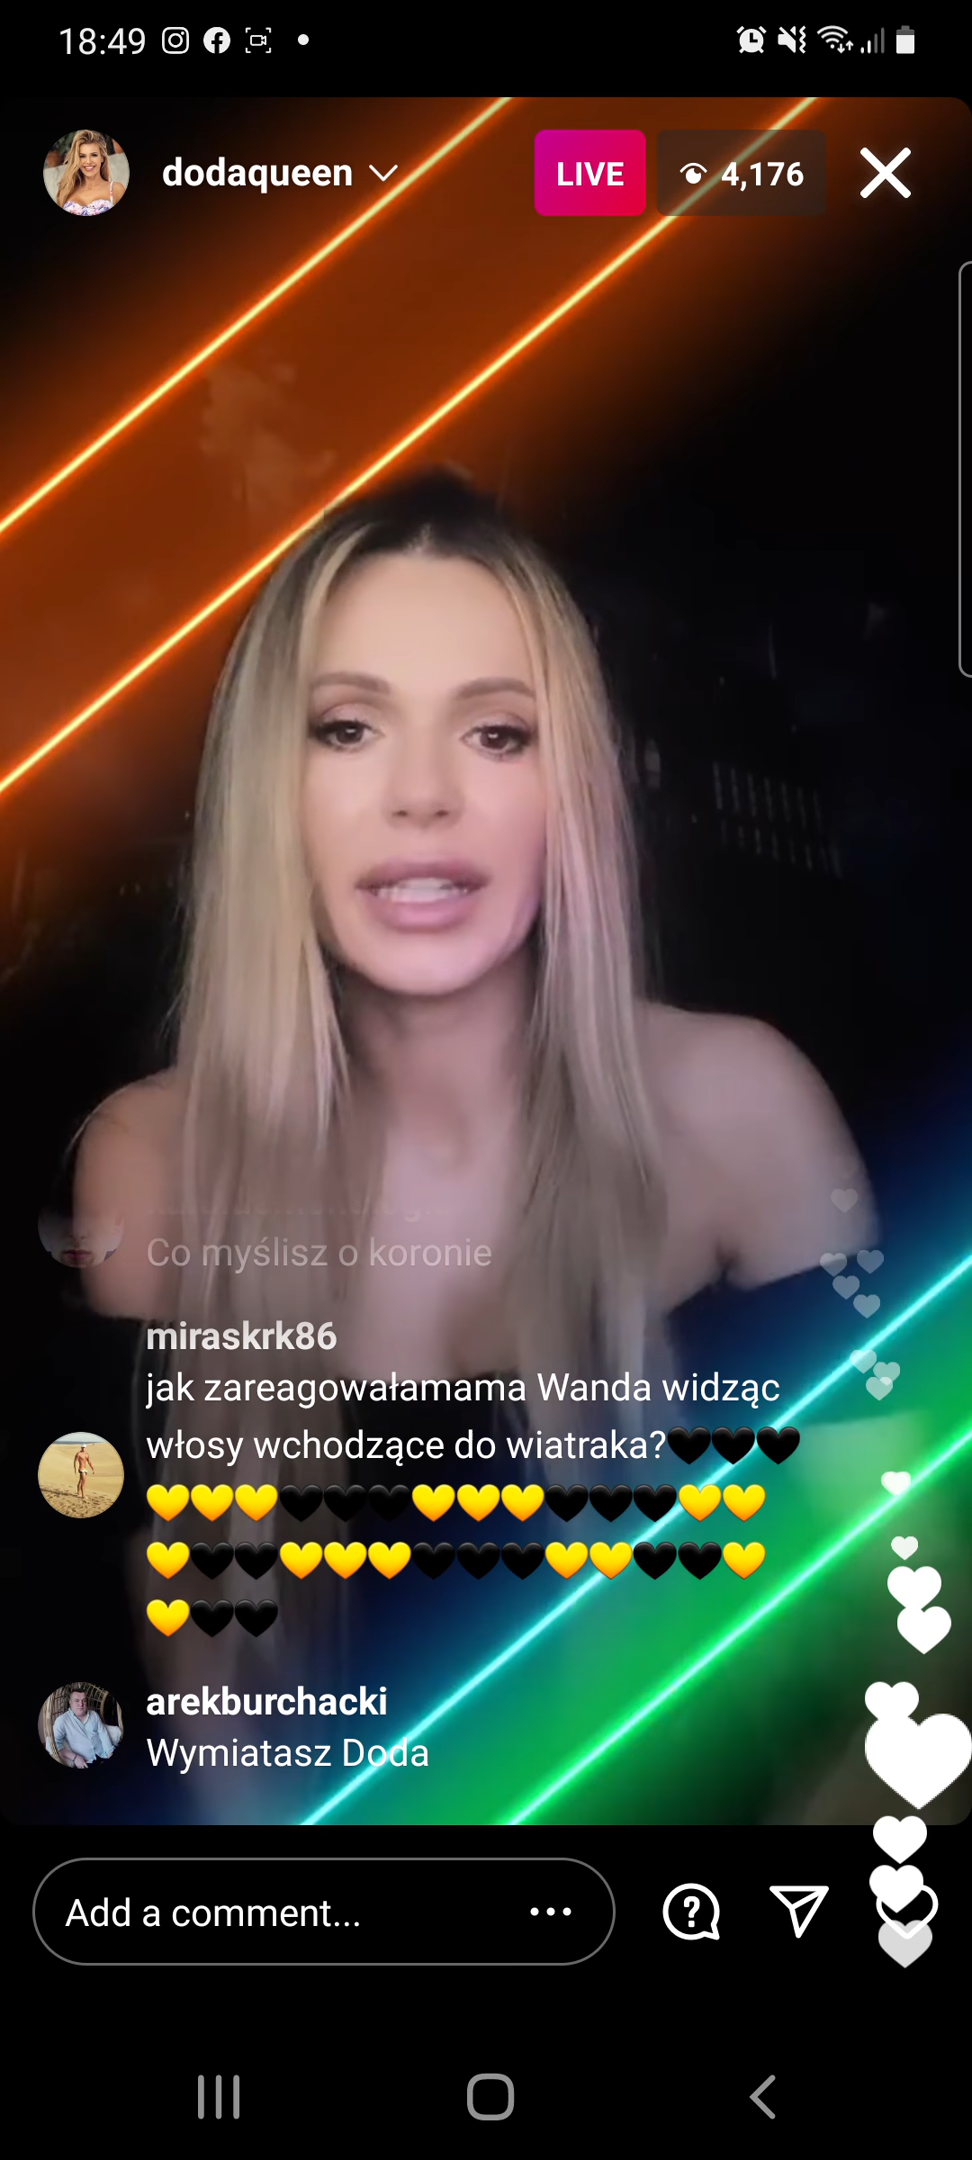 18:49
dodaqueen
LIVE
4,176
Co myślisz o koronie
miraskrk86
jak zareagowałamama Wanda widząc
włosy wchodzące do wiatraka?🖤🖤🖤
💛💛💛🖤🖤🖤💛💛💛🖤🖤🖤💛💛
💛🖤🖤💛💛💛🖤🖤🖤💛💛🖤🖤💛
💛🖤🖤
arekburchacki
Wymiatasz Doda
Add a comment...